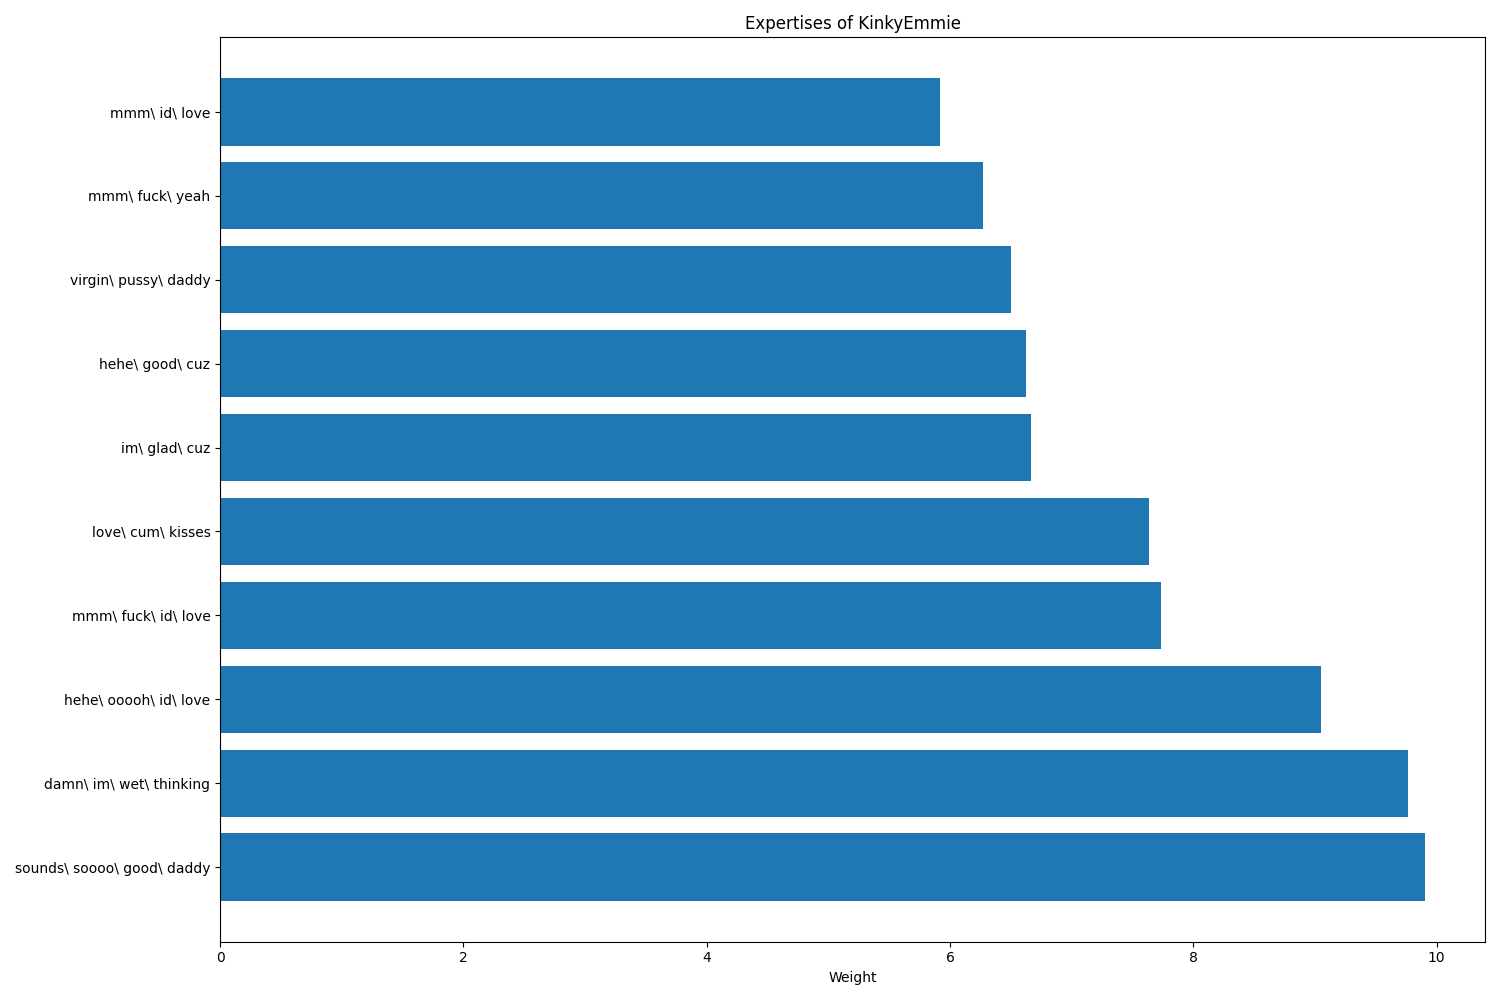 Expertises of KinkyEmmie
mmm\ id\ love
mmm\ fuck\ yeah
virgin\ pussy\ daddy
hehe\ good\ cuz
im\ glad\ cuz
love\ cum\ kisses
mmm\ fuck\ id\ love
hehe\ ooooh\ id\ love
damn\ im\ wet\ thinking
sounds\ soooo\ good\ daddy
0 2 4 6 8 10
Weight